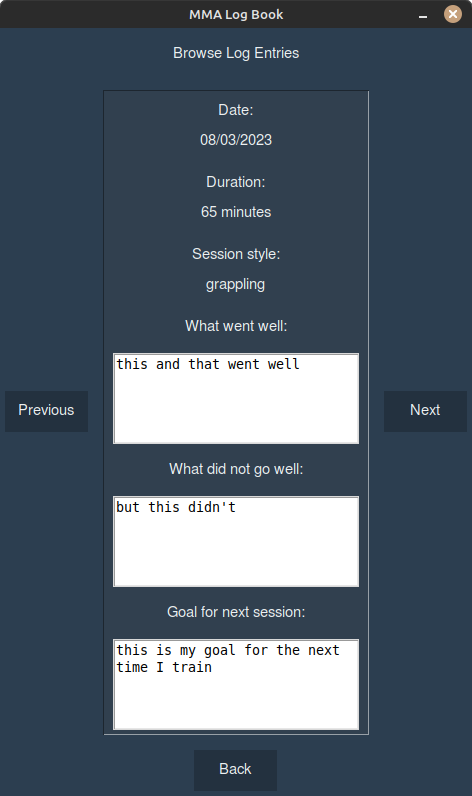 MMA Log Book
Browse Log Entries
Date:
08/03/2023
Duration:
65 minutes
Session style:
grappling
What went well:
this and that went well
Previous
Next
What did not go well:
but this didn't
Goal for next session:
this is my goal for the next
time I train
Back